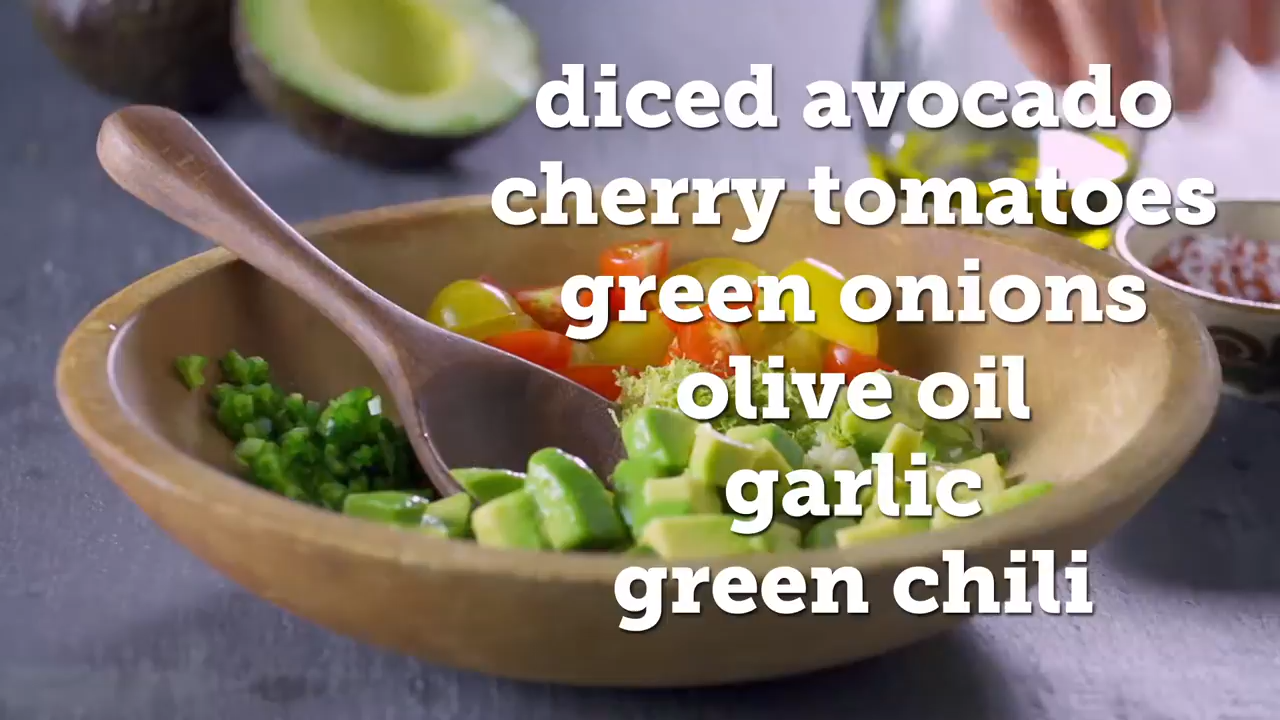 diced avocado
cherry tomatoes
green onions
olive oil
garlic
green chili